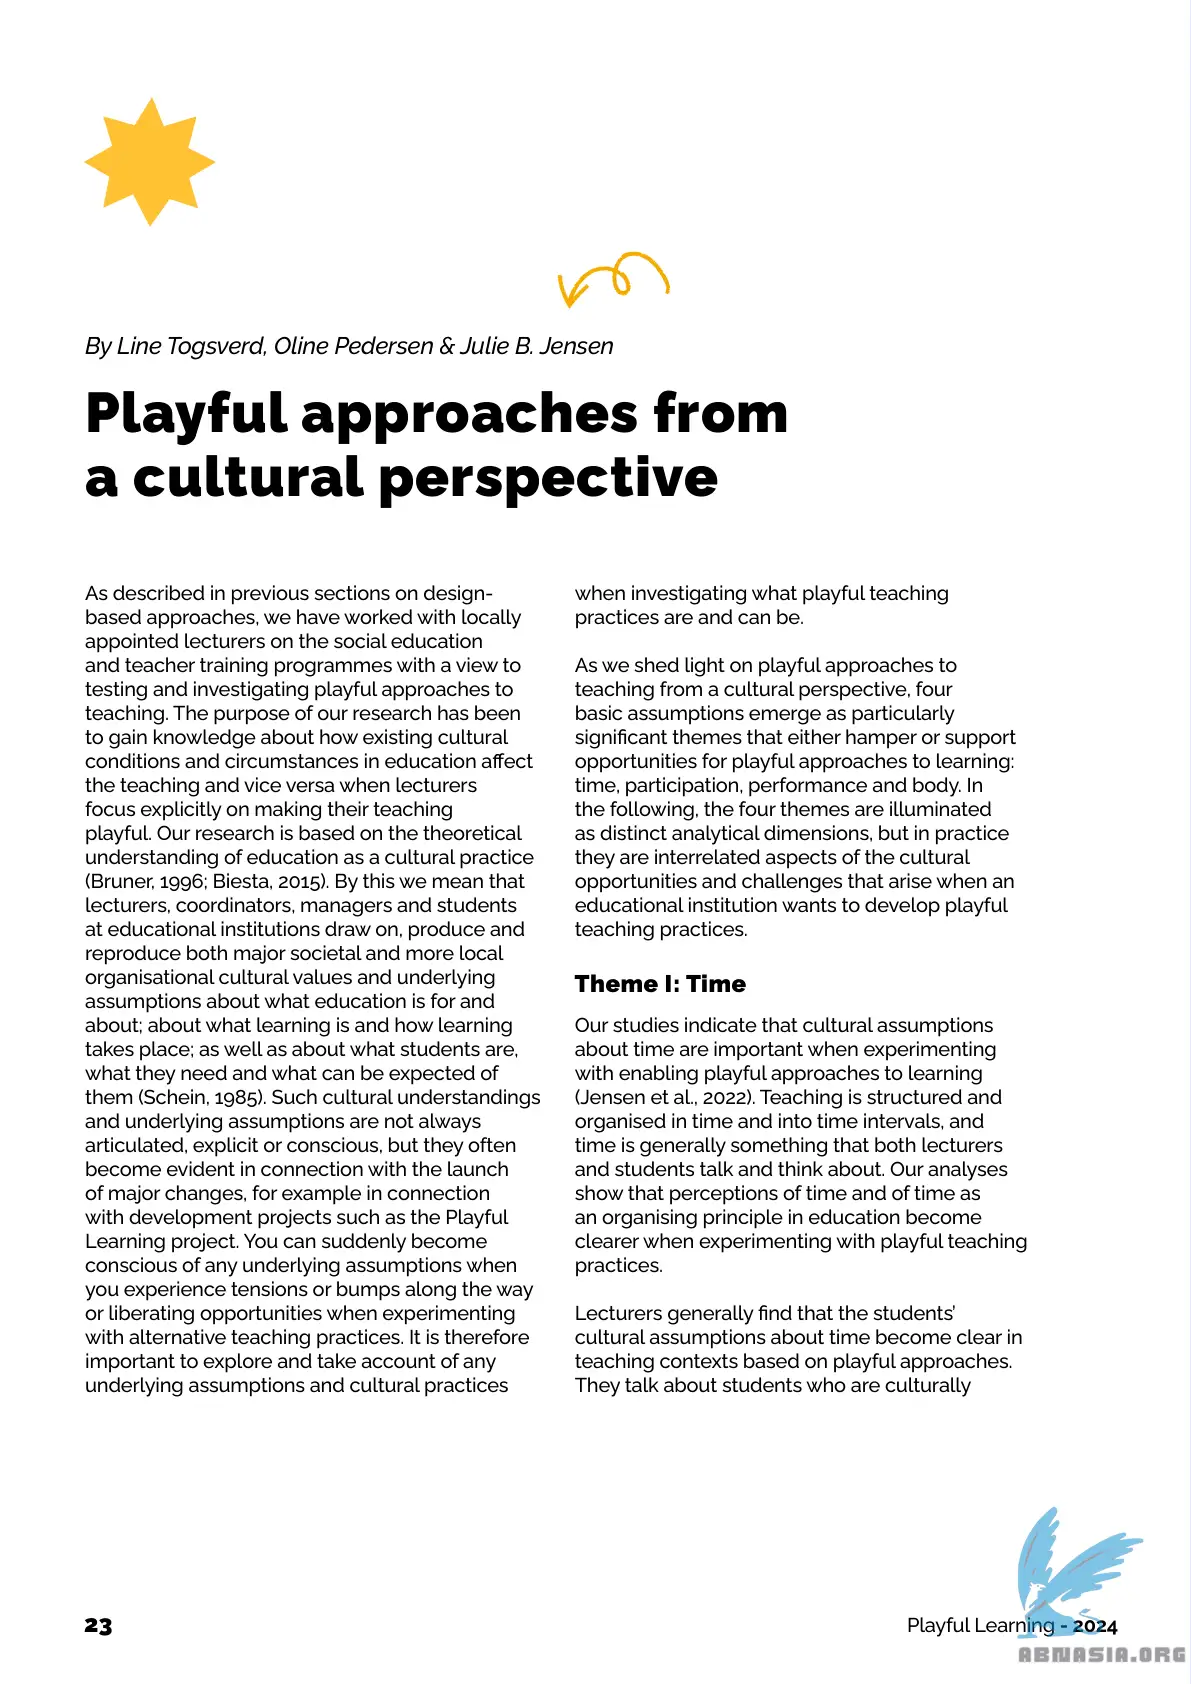 By Line Togsverd, Oline Pedersen & Julie B. Jensen
Playful approaches from
a cultural perspective
As described in previous sections on design-
based approaches, we have worked with locally
appointed lecturers on the social education
and teacher training programmes with a view to
testing and investigating playful approaches to
teaching. The purpose of our research has been
to gain knowledge about how existing cultural
conditions and circumstances in education affect
the teaching and vice versa when lecturers
focus explicitly on making their teaching
playful. Our research is based on the theoretical
understanding of education as a cultural practice
(Bruner, 1996; Biesta, 2015). By this we mean that
lecturers, coordinators, managers and students
at educational institutions draw on, produce and
reproduce both major societal and more local
organisational cultural values and underlying
assumptions about what education is for and
about; about what learning is and how learning
takes place; as well as about what students are,
what they need and what can be expected of
them (Schein, 1985). Such cultural understandings
and underlying assumptions are not always
articulated, explicit or conscious, but they often
become evident in connection with the launch
of major changes, for example in connection
with development projects such as the Playful
Learning project. You can suddenly become
conscious of any underlying assumptions when
you experience tensions or bumps along the way
or liberating opportunities when experimenting
with alternative teaching practices. It is therefore
important to explore and take account of any
underlying assumptions and cultural practices
when investigating what playful teaching
practices are and can be.
As we shed light on playful approaches to
teaching from a cultural perspective, four
basic assumptions emerge as particularly
significant themes that either hamper or support
opportunities for playful approaches to learning:
time, participation, performance and body. In
the following, the four themes are illuminated
as distinct analytical dimensions, but in practice
they are interrelated aspects of the cultural
opportunities and challenges that arise when an
educational institution wants to develop playful
teaching practices.
Theme I: Time
Our studies indicate that cultural assumptions
about time are important when experimenting
with enabling playful approaches to learning
(Jensen et al., 2022). Teaching is structured and
organised in time and into time intervals, and
time is generally something that both lecturers
and students talk and think about. Our analyses
show that perceptions of time and of time as
an organising principle in education become
clearer when experimenting with playful teaching
practices.
Lecturers generally find that the students'
cultural assumptions about time become clear in
teaching contexts based on playful approaches.
They talk about students who are culturally
23
Playful Learning - 2024
ABNASIA.ORG